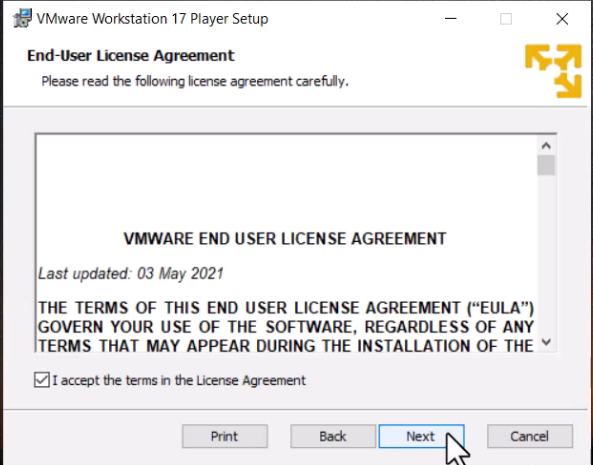 VMware Workstation 17 Player Setup
End-User License Agreement
Please read the following license agreement carefully.
VMWARE END USER LICENSE AGREEMENT
Last updated: 03 May 2021
THE TERMS OF THIS END USER LICENSE AGREEMENT (“EULA”)
GOVERN YOUR USE OF THE SOFTWARE, REGARDLESS OF ANY
TERMS THAT MAY APPEAR DURING THE INSTALLATION OF THE
I accept the terms in the License Agreement
Print Back Next Cancel